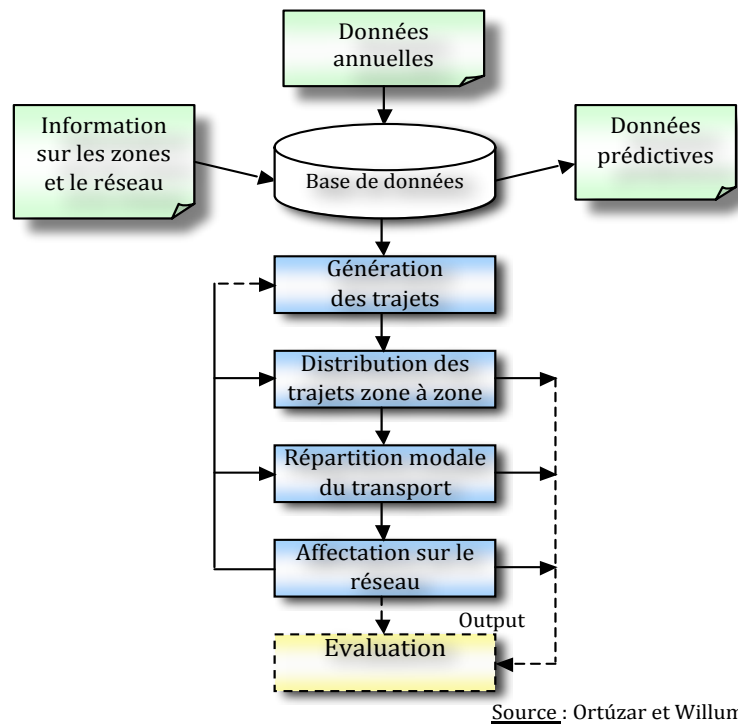 Données
annuelles
Information
sur les zones
et le réseau
Base de données
Données
prédictives
Génération
des trajets
Distribution des
trajets zone à zone
Répartition modale
du transport
Affectation sur le
réseau
Output
Evaluation
Source : Ortúzar et Willum